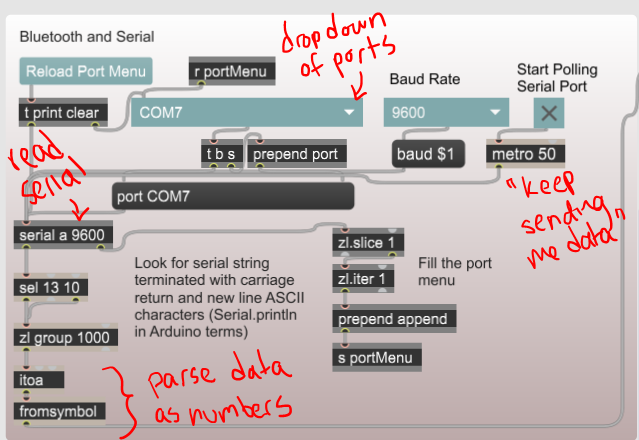 Bluetooth and Serial
dropdown
of ports
Reload Port Menu
r portMenu
Baud Rate
Start Polling
Serial Port
t print clear
COM7
9600
read
serial
t b s
prepend port
baud $1
metro 50
port COM7
"keep
sending
me data"
serial a 9600
zl.slice 1
sel 13 10
Look for serial string
terminated with carriage
return and new line ASCII
characters (Serial.println
in Arduino terms)
zl.iter 1
Fill the port
menu
zl group 1000
prepend append
s portMenu
itoa
fromsymbol
parse data
as numbers